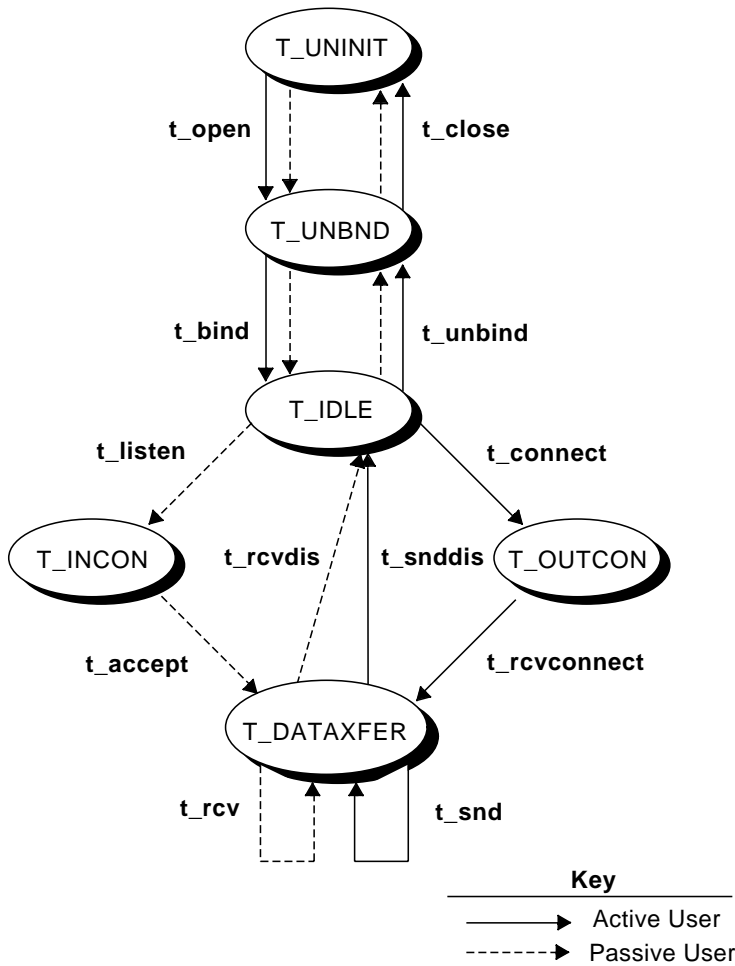 T_UNINIT
t_open
t_close
T_UNBND
t_bind
t_unbind
T_IDLE
t_listen
t_connect
T_INCON
t_rcvdis
t_snddis
T_OUTCON
t_accept
t_rcvconnect
T_DATAXFER
t_rcv
t_snd
Key
Active User
Passive User